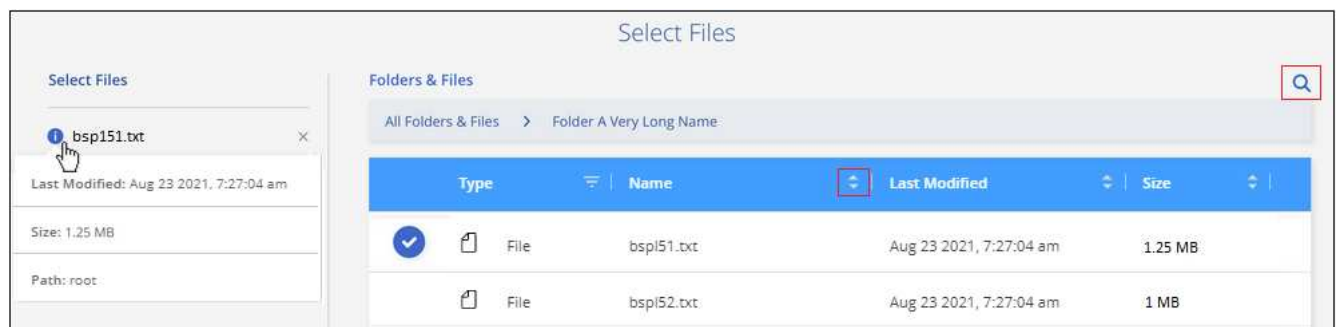 Select Files
Select Files
bsp151.txt
Last Modified: Aug 23 2021, 7:27:04 am
Size: 1.25 MB
Path: root
Folders & Files
All Folders & Files > Folder A Very Long Name
Type Name Last Modified Size
File bspl51.txt Aug 23 2021, 7:27:04 am 1.25 MB
File bspl52.txt Aug 23 2021, 7:27:04 am 1 MB